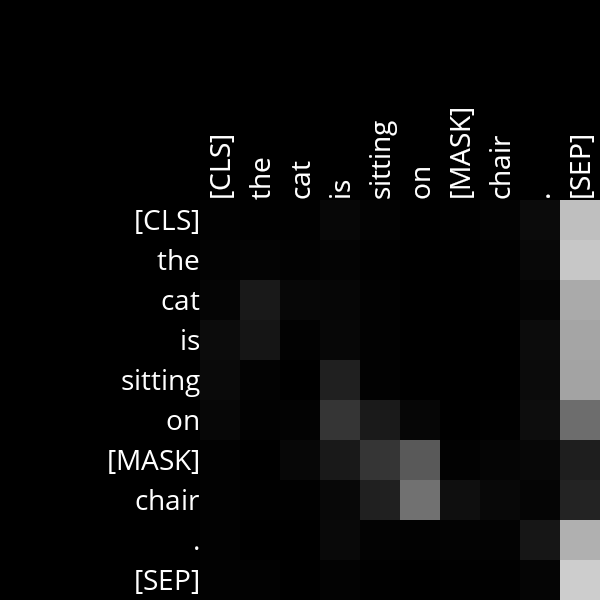 [CLS] the cat is sitting on [MASK] chair . [SEP]
[CLS]
the
cat
is
sitting
on
[MASK]
chair
.
[SEP]